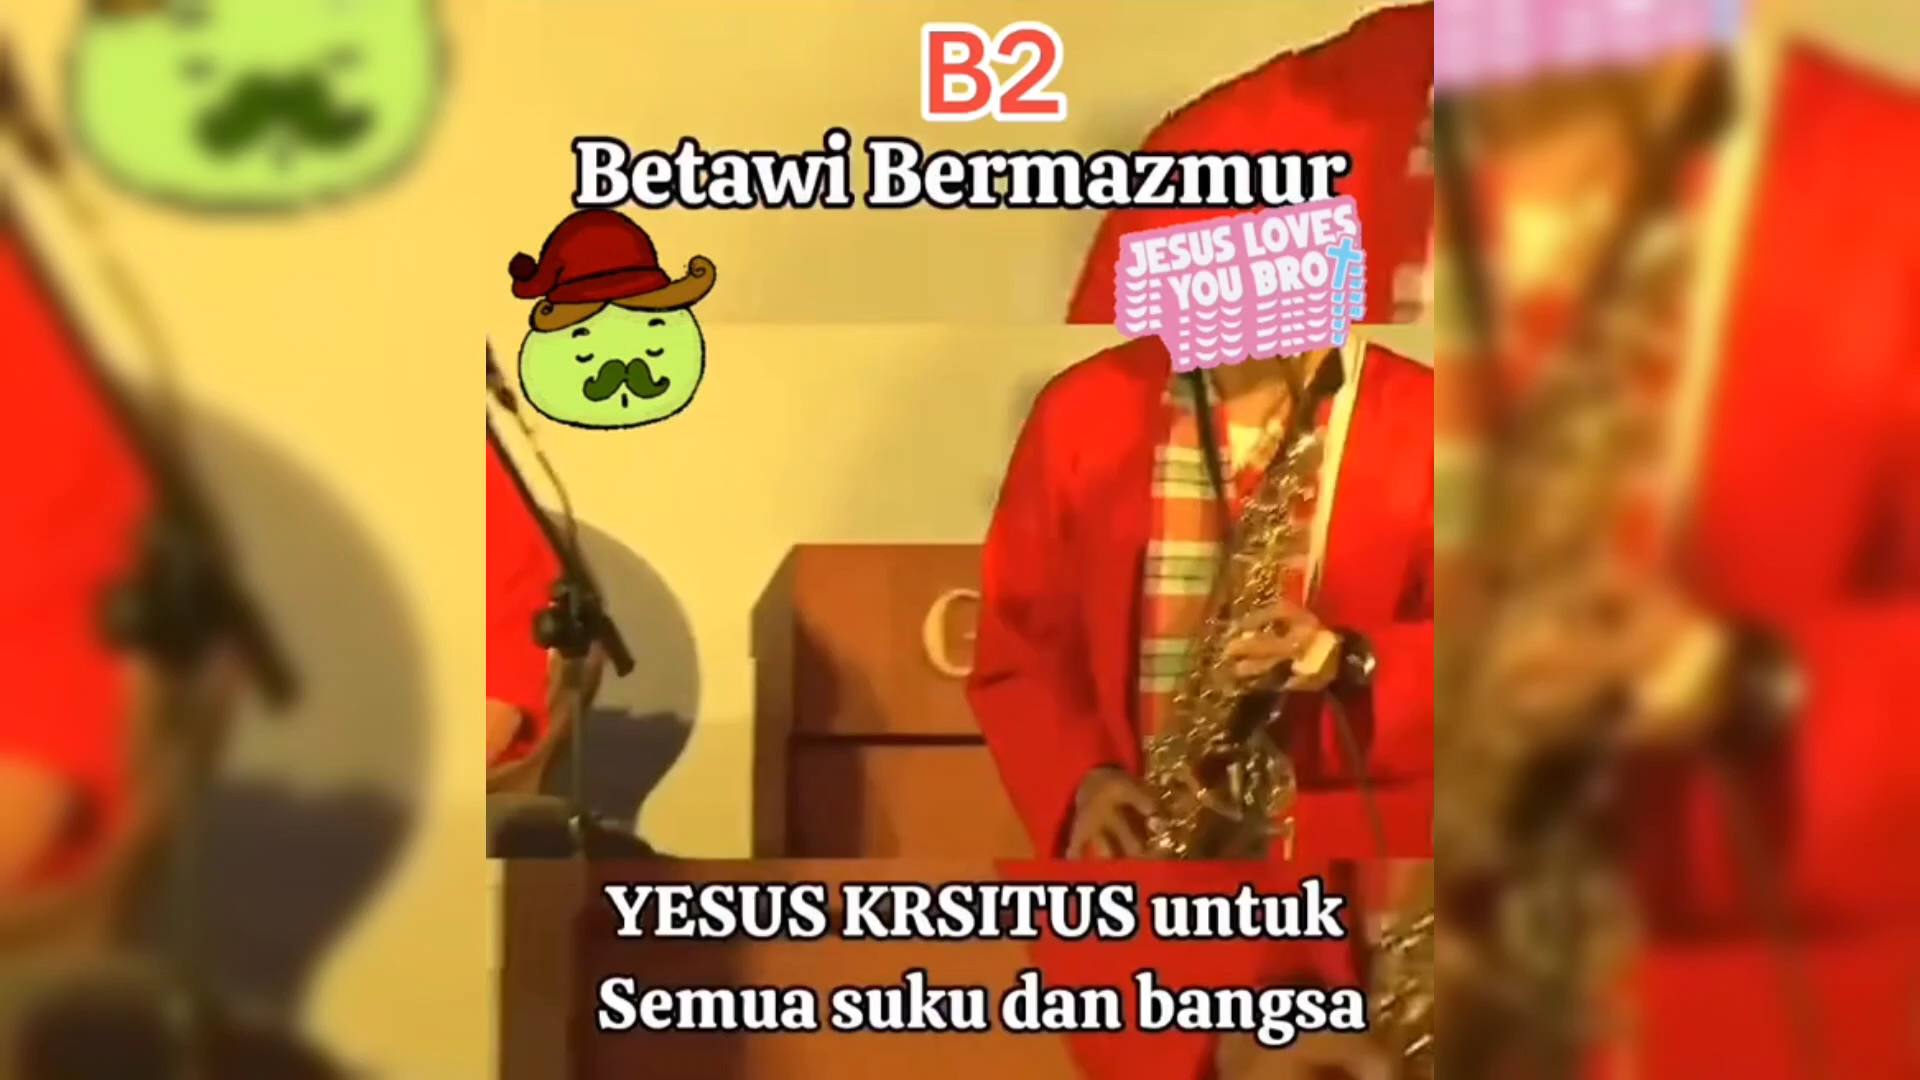 B2
Betawi Bermazmur
JESUS LOVES
YOU BRO
G
YESUS KRSITUS untuk
Semua suku dan bangsa